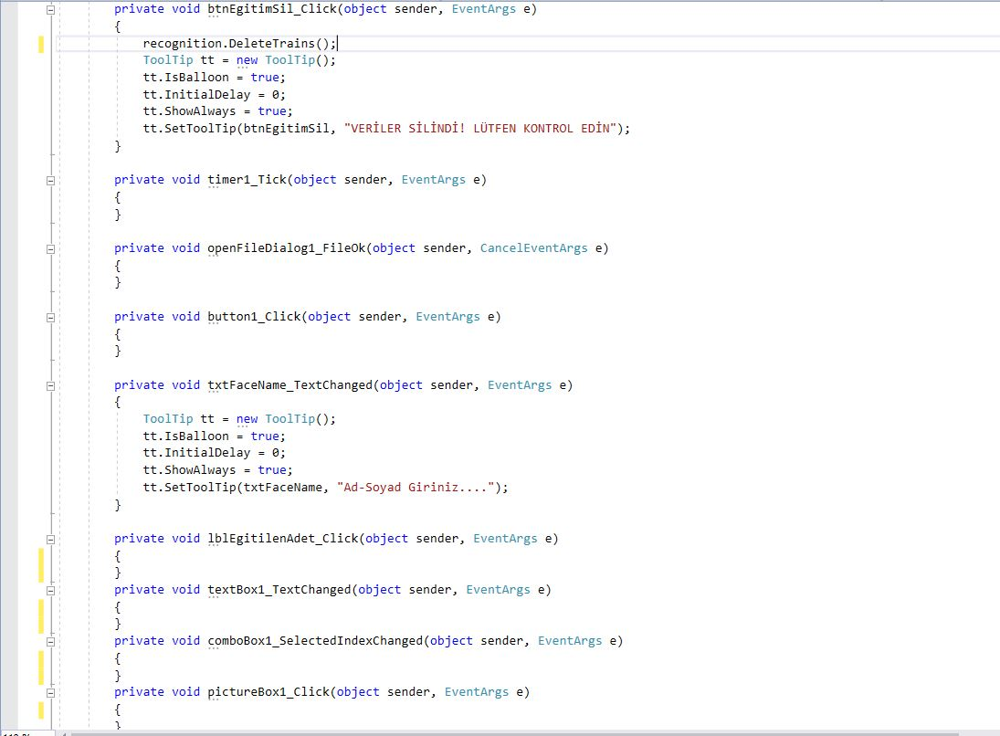 private void btnEgitimSil_Click(object sender, EventArgs e)
{
recognition.DeleteTrains();
ToolTip tt = new ToolTip();
tt.IsBalloon = true;
tt.InitialDelay = 0;
tt.ShowAlways = true;
tt.SetToolTip(btnEgitimSil, "VERİLER SİLİNDİ! LÜTFEN KONTROL EDİN");
}
private void timer1_Tick(object sender, EventArgs e)
{
}
private void openFileDialog1_FileOk(object sender, CancelEventArgs e)
{
}
private void button1_Click(object sender, EventArgs e)
{
}
private void txtFaceName_TextChanged(object sender, EventArgs e)
{
ToolTip tt = new ToolTip();
tt.IsBalloon = true;
tt.InitialDelay = 0;
tt.ShowAlways = true;
tt.SetToolTip(txtFaceName, "Ad-Soyad Giriniz....");
}
private void lblEgitilenAdet_Click(object sender, EventArgs e)
{
}
private void textBox1_TextChanged(object sender, EventArgs e)
{
}
private void comboBox1_SelectedIndexChanged(object sender, EventArgs e)
{
}
private void pictureBox1_Click(object sender, EventArgs e)
{
}